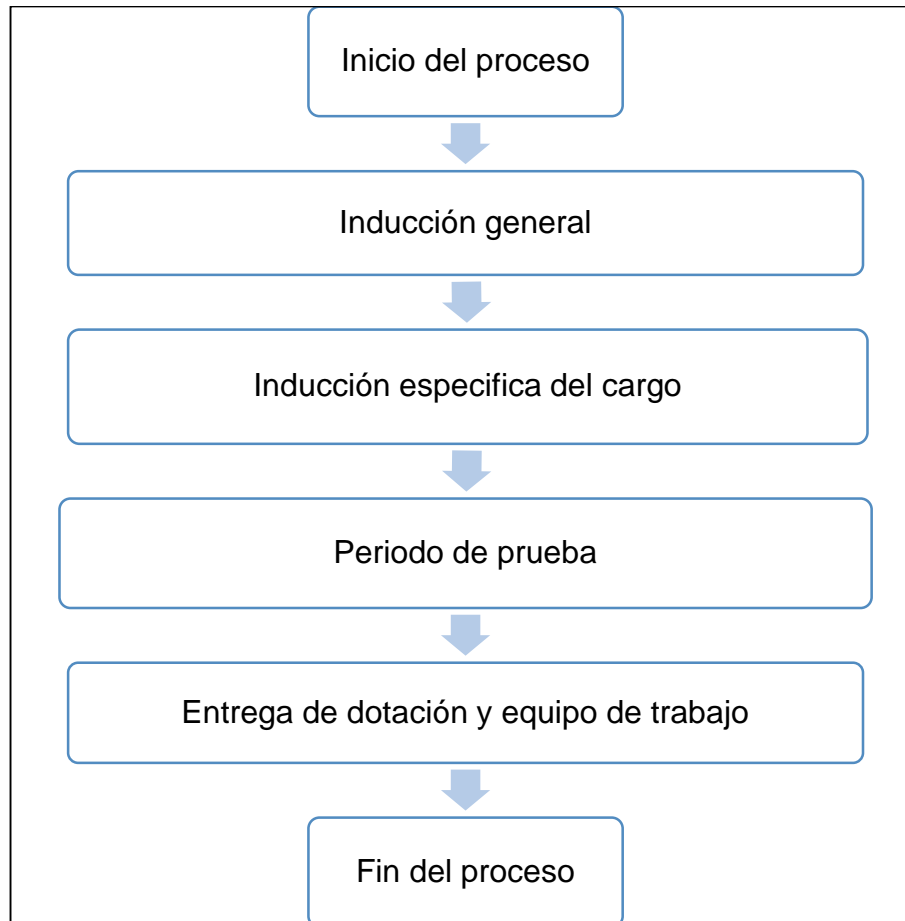 Inicio del proceso
Inducción general
Inducción especifica del cargo
Periodo de prueba
Entrega de dotación y equipo de trabajo
Fin del proceso